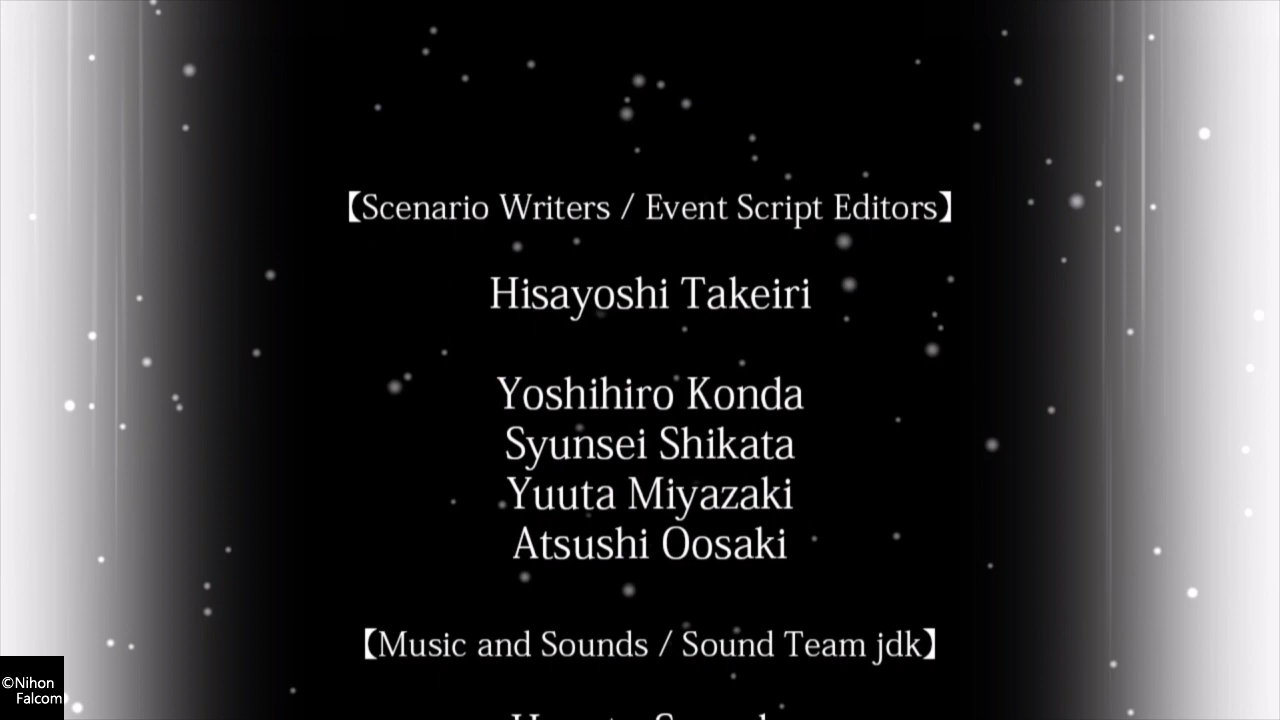 【Scenario Writers / Event Script Editors】
Hisayoshi Takeiri
Yoshihiro Konda
Syunsei Shikata
Yuuta Miyazaki
Atsushi Oosaki
【Music and Sounds / Sound Team jdk】
©Nihon
Falcom